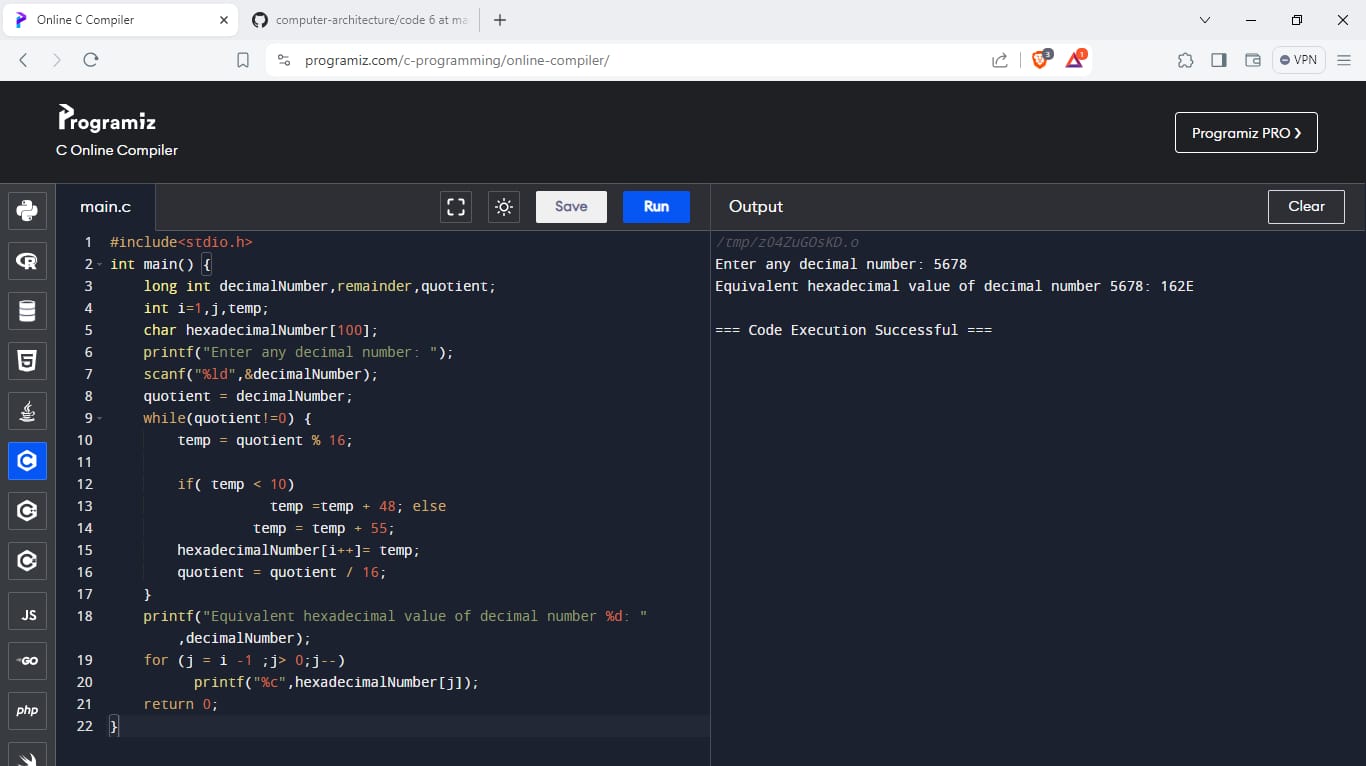 Online C Compiler
computer-architecture/code 6 at ma
programiz.com/c-programming/online-compiler/
3
1
VPN
Programiz
C Online Compiler
Programiz PRO ❯
main.c
Save
Run
Output
Clear
1 #include<stdio.h>
2 int main() {
3 long int decimalNumber,remainder,quotient;
4 int i=1,j,temp;
5 char hexadecimalNumber[100];
6 printf("Enter any decimal number: ");
7 scanf("%ld",&decimalNumber);
8 quotient = decimalNumber;
9 while(quotient!=0) {
10 temp = quotient % 16;
11
12 if( temp < 10)
13 temp =temp + 48; else
14 temp = temp + 55;
15 hexadecimalNumber[i++]= temp;
16 quotient = quotient / 16;
17 }
18 printf("Equivalent hexadecimal value of decimal number %d: "
,decimalNumber);
19 for (j = i -1 ;j> 0;j--)
20 printf("%c",hexadecimalNumber[j]);
21 return 0;
22 }
/tmp/z04ZuGOsKD.o
Enter any decimal number: 5678
Equivalent hexadecimal value of decimal number 5678: 162E
=== Code Execution Successful ===
R
5
C
C
C
JS
GO
php